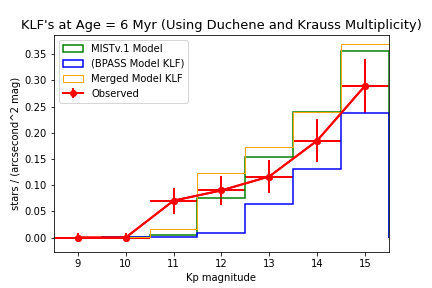 KLF's at Age = 6 Myr (Using Duchene and Krauss Multiplicity)
MISTv.1 Model
(BPASS Model KLF)
Merged Model KLF
Observed
stars / (arcsecond^2 mag)
0.35
0.30
0.25
0.20
0.15
0.10
0.05
0.00
9 10 11 12 13 14 15
Kp magnitude